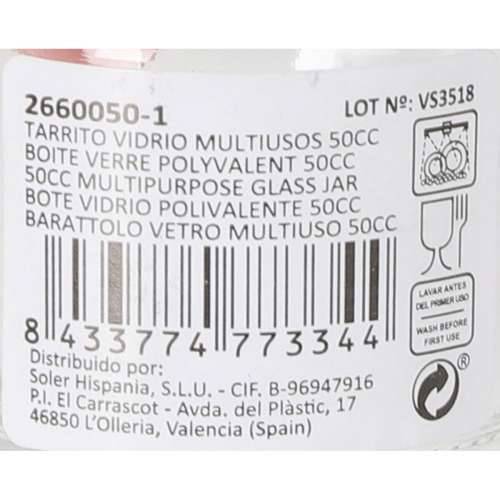 2660050-1
LOT Nº: VS3518
TARRITO VIDRIO MULTIUSOS 50CC
BOITE VERRE POLYVALENT 50CC
50CC MULTIPURPOSE GLASS JAR
BOTE VIDRIO POLIVALENTE 50CC
BARATTOLO VETRO MULTIUSO 50CC
LAVAR ANTES
DEL PRIMER USO
WASH BEFORE
FIRST USE
8 433774 773344
Distribuido por:
Soler Hispania, S.L.U. - CIF. B-96947916
P.I. El Carrascot - Avda. del Plàstic, 17
46850 L'Olleria, Valencia (Spain)
®